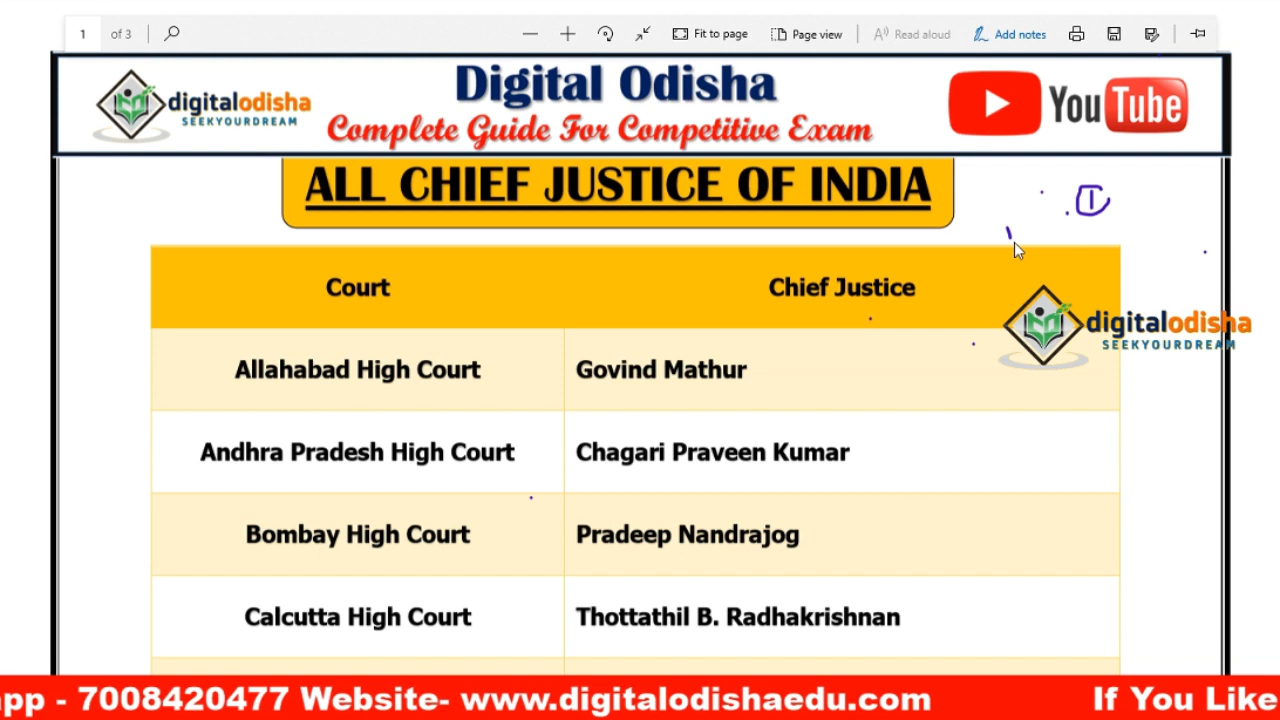 1 of 3 Fit to page Page view Read aloud Add notes
digitalodisha
SEEKYOURDREAM
Digital Odisha
Complete Guide For Competitive Exam
YouTube
ALL CHIEF JUSTICE OF INDIA
1
Court Chief Justice
digitalodisha
SEEKYOURDREAM
Allahabad High Court Govind Mathur
Andhra Pradesh High Court Chagari Praveen Kumar
Bombay High Court Pradeep Nandrajog
Calcutta High Court Thottathil B. Radhakrishnan
app - 7008420477 Website- www.digitalodishaedu.com If You Like